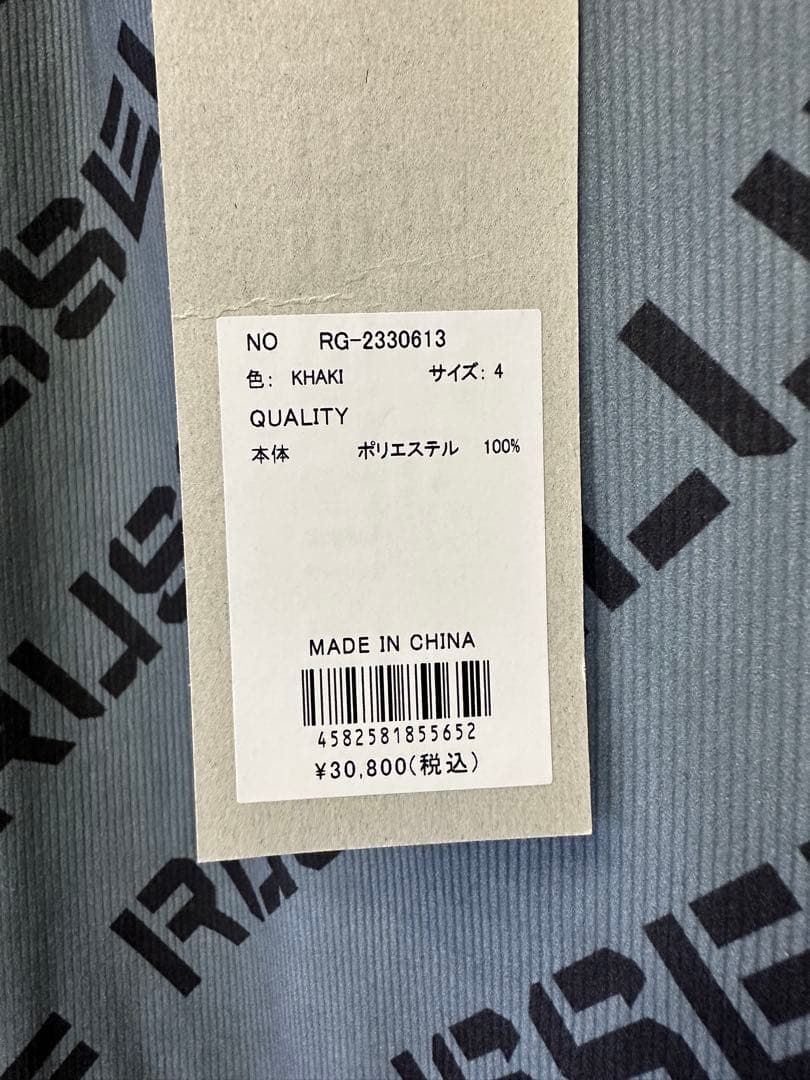 NO RG-2330613
色: KHAKI サイズ: 4
QUALITY
本体 ポリエステル 100%
MADE IN CHINA
4582581855652
¥30,800(税込)